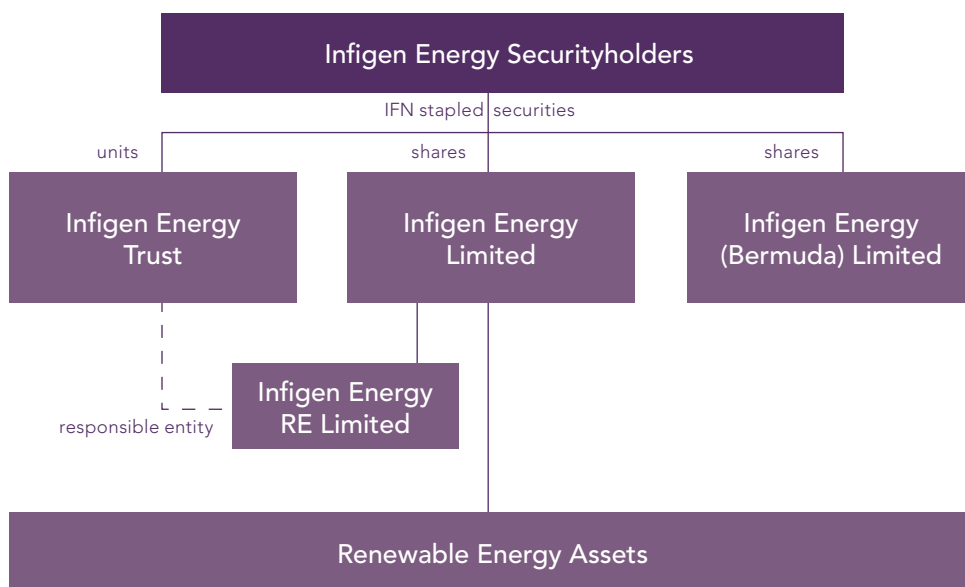 Infigen Energy Securityholders
IFN stapled securities
units
shares
shares
Infigen Energy
Trust
Infigen Energy
Limited
Infigen Energy
(Bermuda) Limited
Infigen Energy
RE Limited
responsible entity
Renewable Energy Assets